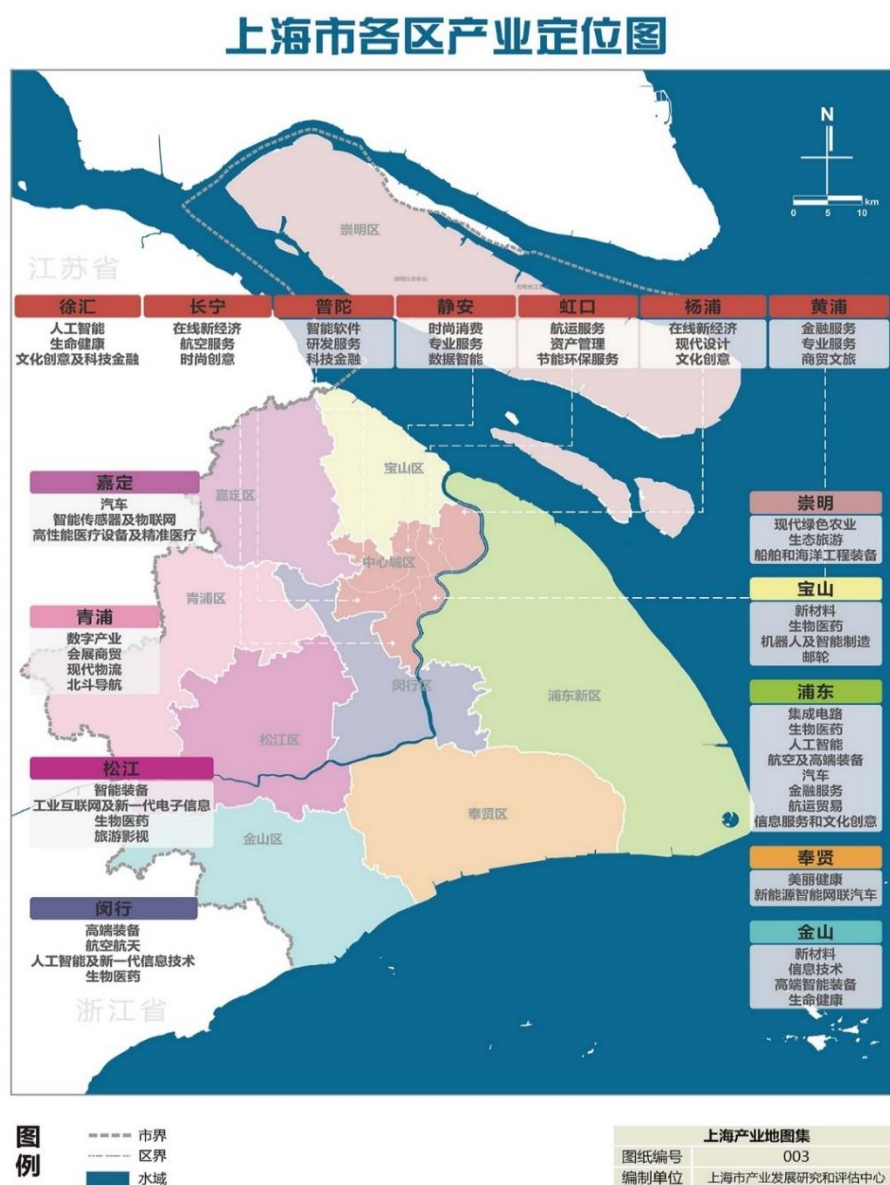 上海市各区产业定位图
N
0 5 10 km
崇明区
江苏省
徐汇
人工智能
生命健康
文化创意及科技金融
长宁
在线新经济
航空服务
时尚创意
普陀
智能软件
研发服务
科技金融
静安
时尚消费
专业服务
数据智能
虹口
航运服务
资产管理
节能环保服务
杨浦
在线新经济
现代设计
文化创意
黄浦
金融服务
专业服务
商贸文旅
宝山区
嘉定区
中心城区
青浦区
闵行区
浦东新区
松江区
奉贤区
金山区
浙江省
嘉定
汽车
智能传感器及物联网
高性能医疗设备及精准医疗
青浦
数字产业
会展商贸
现代物流
北斗导航
松江
智能装备
工业互联网及新一代电子信息
生物医药
旅游影视
闵行
高端装备
航空航天
人工智能及新一代信息技术
生物医药
崇明
现代绿色农业
生态旅游
船舶和海洋工程装备
宝山
新材料
生物医药
机器人及智能制造
邮轮
浦东
集成电路
生物医药
人工智能
航空及高端装备
汽车
金融服务
航运贸易
信息服务和文化创意
奉贤
美丽健康
新能源智能网联汽车
金山
新材料
信息技术
高端智能装备
生命健康
图例
市界
区界
水域
上海产业地图集
图纸编号 003
编制单位 上海市产业发展研究和评估中心